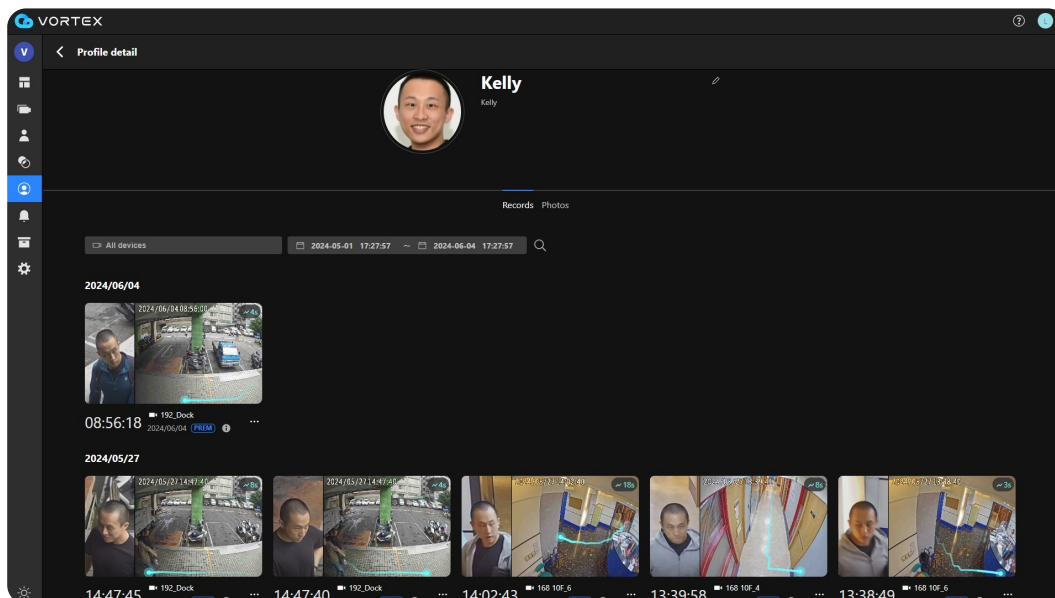 VORTEX
?
L
V
Profile detail
Kelly
Kelly
Records Photos
All devices
2024-05-01 17:27:57 ~ 2024-06-04 17:27:57
2024/06/04
2024/06/04 08:56:00
4s
08:56:18
192_Dock
2024/06/04 PREM
2024/05/27
2024/05/27 14:47:40 8s
2024/05/27 14:47:40 4s
18s
8s
3s
14:47:45 192_Dock
14:47:40 192_Dock
14:02:43 168 10F_6
13:39:58 168 10F_4
13:38:49 168 10F_6